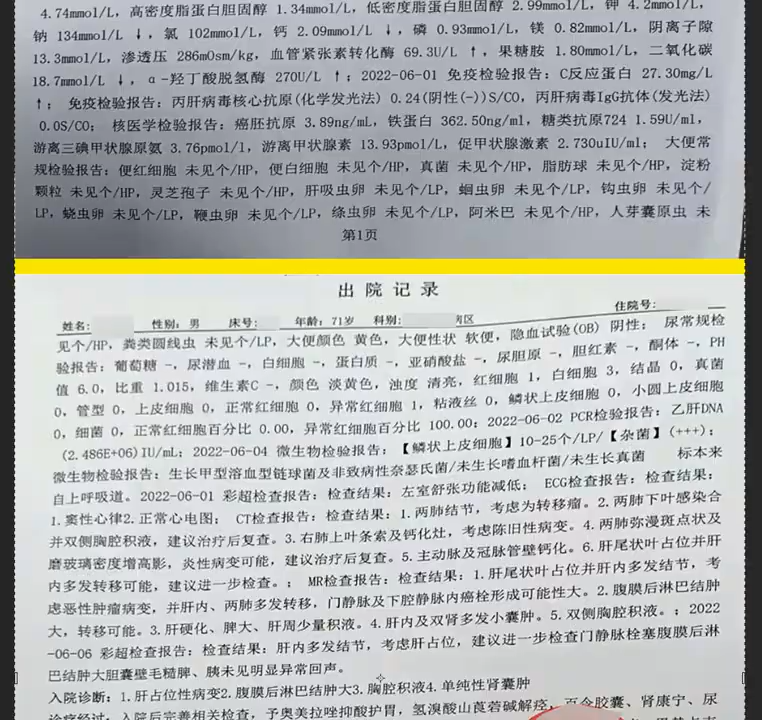 4.74mmol/L, 高密度脂蛋白胆固醇 1.34mmol/L, 低密度脂蛋白胆固醇 2.99mmol/L, 钾 4.2mmol/L,
钠 134mmol/L ↓, 氯 102mmol/L, 钙 2.09mmol/L ↓, 磷 0.93mmol/L, 镁 0.82mmol/L, 阴离子隙
13.3mmol/L, 渗透压 286mOsm/kg, 血管紧张素转化酶 69.3U/L ↑, 果糖胺 1.80mmol/L, 二氧化碳
18.7mmol/L ↓, α-羟丁酸脱氢酶 270U/L ↑; 2022-06-01 免疫检验报告: C反应蛋白 27.30mg/L
↑; 免疫检验报告: 丙肝病毒核心抗原(化学发光法) 0.24(阴性(-))S/CO, 丙肝病毒IgG抗体(发光法)
0.0S/CO; 核医学检验报告: 癌胚抗原 3.89ng/mL, 铁蛋白 362.50ng/ml, 糖类抗原724 1.59U/ml,
游离三碘甲状腺原氨 3.76pmol/l, 游离甲状腺素 13.93pmol/L, 促甲状腺激素 2.730uIU/ml; 大便常
规检验报告: 便红细胞 未见个/HP, 便白细胞 未见个/HP, 真菌 未见个/HP, 脂肪球 未见个/HP, 淀粉
颗粒 未见个/HP, 灵芝孢子 未见个/HP, 肝吸虫卵 未见个/LP, 蛔虫卵 未见个/LP, 钩虫卵 未见个/
LP, 蛲虫卵 未见个/LP, 鞭虫卵 未见个/LP, 绦虫卵 未见个/LP, 阿米巴 未见个/HP, 人芽囊原虫 未
第1页
出院记录
姓名: 性别: 男 床号: 年龄: 71岁 科别: 病区 住院号:
见个/HP, 粪类圆线虫 未见个/LP, 大便颜色 黄色, 大便性状 软便, 隐血试验(OB) 阴性; 尿常规检
验报告: 葡萄糖 -, 尿潜血 -, 白细胞 -, 蛋白质 -, 亚硝酸盐 -, 尿胆原 -, 胆红素 -, 酮体 -, PH
值 6.0, 比重 1.015, 维生素C -, 颜色 淡黄色, 浊度 清亮, 红细胞 1, 白细胞 3, 结晶 0, 真菌
0, 管型 0, 上皮细胞 0, 正常红细胞 0, 异常红细胞 1, 粘液丝 0, 鳞状上皮细胞 0, 小圆上皮细胞
0, 细菌 0, 正常红细胞百分比 0.00, 异常红细胞百分比 100.00; 2022-06-02 PCR检验报告: 乙肝DNA
(2.486E+06)IU/mL; 2022-06-04 微生物检验报告: 【鳞状上皮细胞】10-25个/LP/【杂菌】(+++);
微生物检验报告: 生长甲型溶血型链球菌及非致病性奈瑟氏菌/未生长嗜血杆菌/未生长真菌 标本来
自上呼吸道。2022-06-01 彩超检查报告: 检查结果: 左室舒张功能减低; ECG检查报告: 检查结果:
1.窦性心律2.正常心电图; CT检查报告: 检查结果: 1.两肺结节, 考虑为转移瘤。2.两肺下叶感染合
并双侧胸腔积液, 建议治疗后复查。3.右肺上叶条索及钙化灶, 考虑陈旧性病变。4.两肺弥漫斑点状及
磨玻璃密度增高影, 炎性病变可能, 建议治疗后复查。5.主动脉及冠脉管壁钙化。6.肝尾状叶占位并肝
内多发转移可能, 建议进一步检查。; MR检查报告: 检查结果: 1.肝尾状叶占位并肝内多发结节, 考
虑恶性肿瘤病变, 并肝内、两肺多发转移, 门静脉及下腔静脉内癌栓形成可能性大。2.腹膜后淋巴结肿
大, 转移可能。3.肝硬化、脾大、肝周少量积液。4.肝内及双肾多发小囊肿。5.双侧胸腔积液。; 2022
-06-06 彩超检查报告: 检查结果: 肝内多发结节, 考虑肝占位, 建议进一步检查门静脉栓塞腹膜后淋
巴结肿大胆囊壁毛糙脾、胰未见明显异常回声。
入院诊断: 1.肝占位性病变2.腹膜后淋巴结肿大3.胸腔积液4.单纯性肾囊肿
诊疗经过: 入院后完善相关检查, 予奥美拉唑抑酸护胃, 氢溴酸山莨菪碱解痉, 百令胶囊、肾康宁、尿